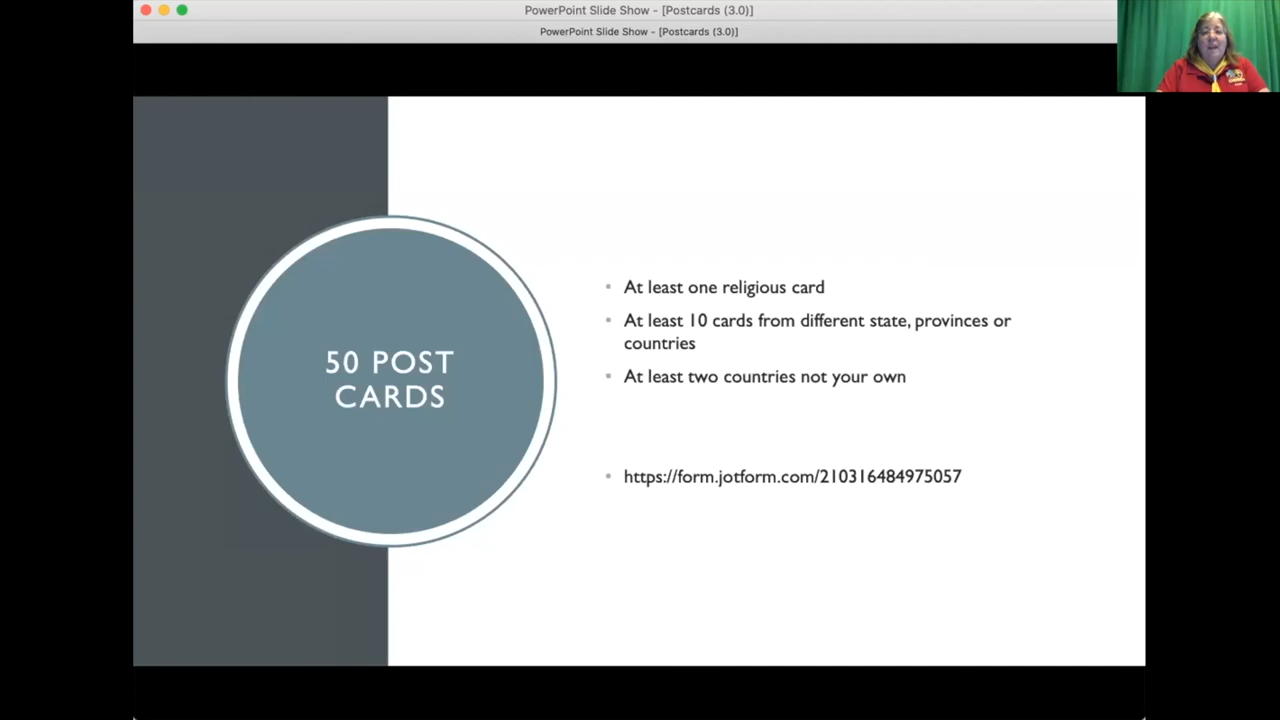 PowerPoint Slide Show - [Postcards (3.0)]
PowerPoint Slide Show - [Postcards (3.0)]
50 POST
CARDS
• At least one religious card
• At least 10 cards from different state, provinces or
countries
• At least two countries not your own
• https://form.jotform.com/210316484975057